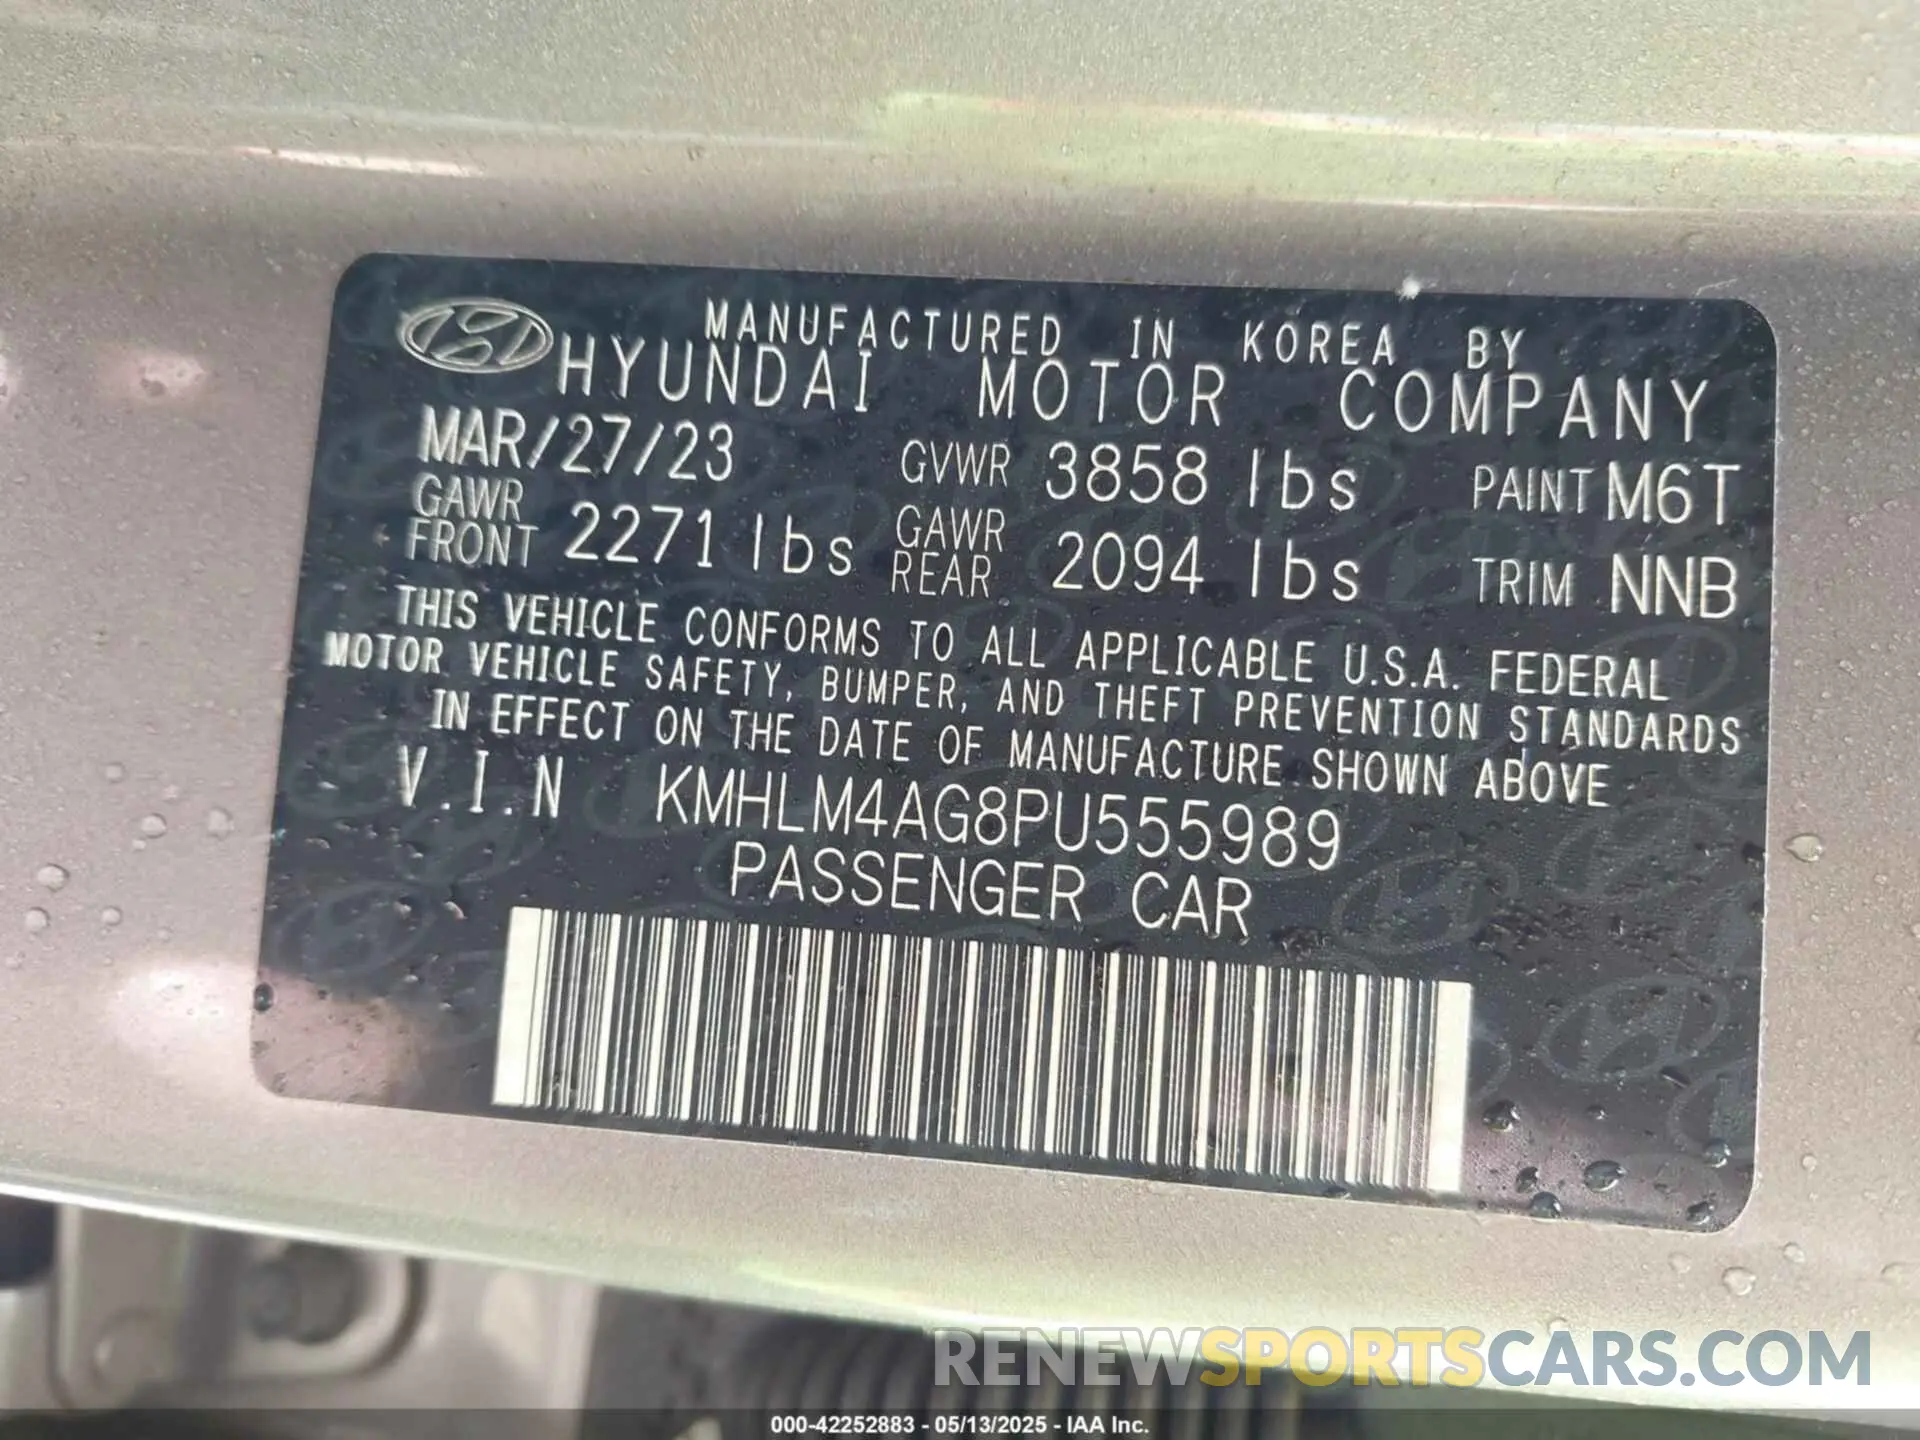 MANUFACTURED IN KOREA BY
HYUNDAI MOTOR COMPANY
MAR/27/23 GVWR 3858 lbs PAINT M6T
GAWR FRONT 2271 lbs GAWR REAR 2094 lbs TRIM NNB
THIS VEHICLE CONFORMS TO ALL APPLICABLE U.S.A. FEDERAL
MOTOR VEHICLE SAFETY, BUMPER, AND THEFT PREVENTION STANDARDS
IN EFFECT ON THE DATE OF MANUFACTURE SHOWN ABOVE
V.I.N KMHLM4AG8PU555989
PASSENGER CAR
RENEWSPORTSCARS.COM
000-42252883 - 05/13/2025 - IAA Inc.